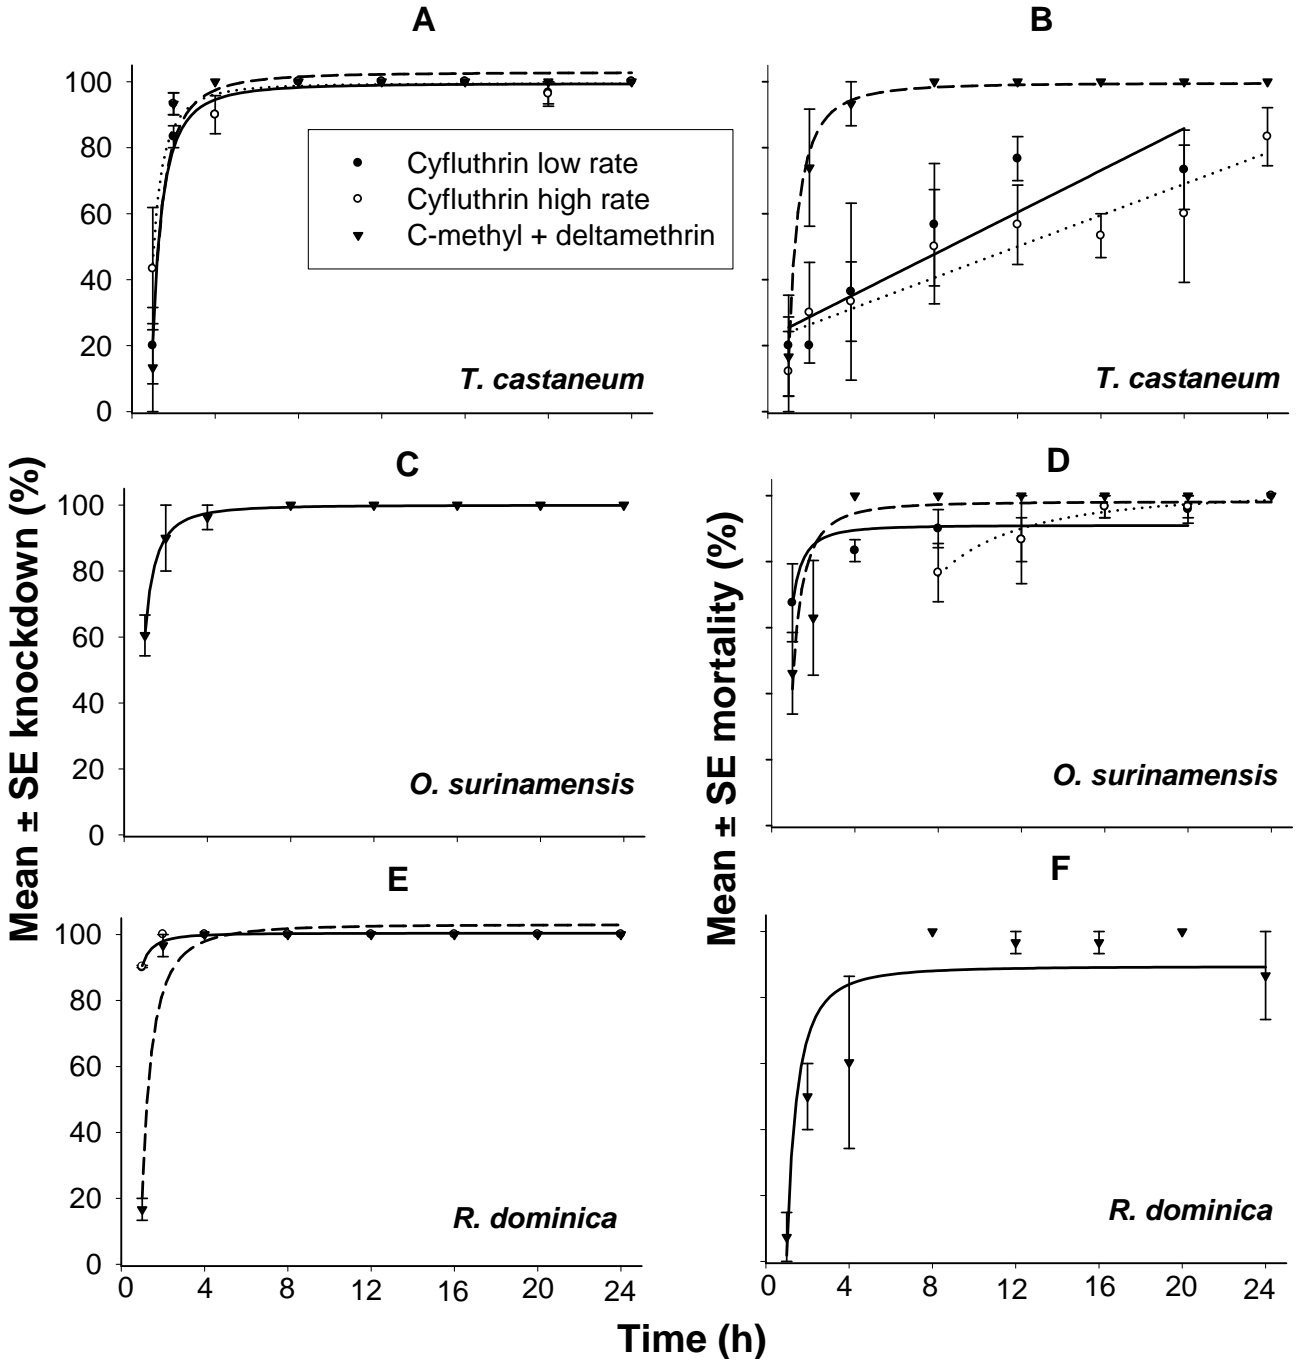 A
B
100
80
60
40
20
0
Cyfluthrin low rate
Cyfluthrin high rate
C-methyl + deltamethrin
T. castaneum
T. castaneum
C
D
100
80
60
40
20
0
O. surinamensis
O. surinamensis
Mean ± SE knockdown (%)
Mean ± SE mortality (%)
E
F
100
80
60
40
20
0
R. dominica
R. dominica
0 4 8 12 16 20 24
0 4 8 12 16 20 24
Time (h)